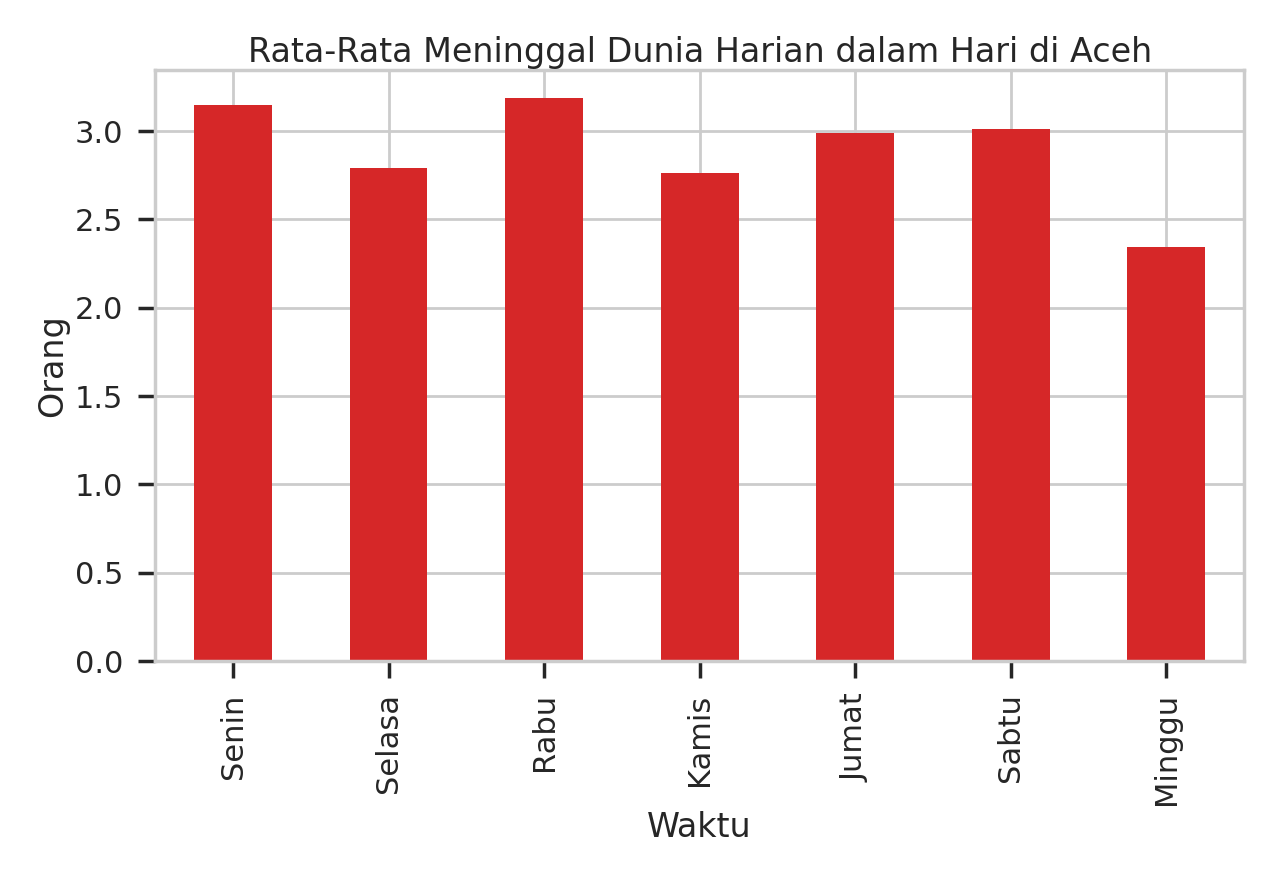 Rata-Rata Meninggal Dunia Harian dalam Hari di Aceh
Orang
3.0
2.5
2.0
1.5
1.0
0.5
0.0
Senin
Selasa
Rabu
Kamis
Jumat
Sabtu
Minggu
Waktu